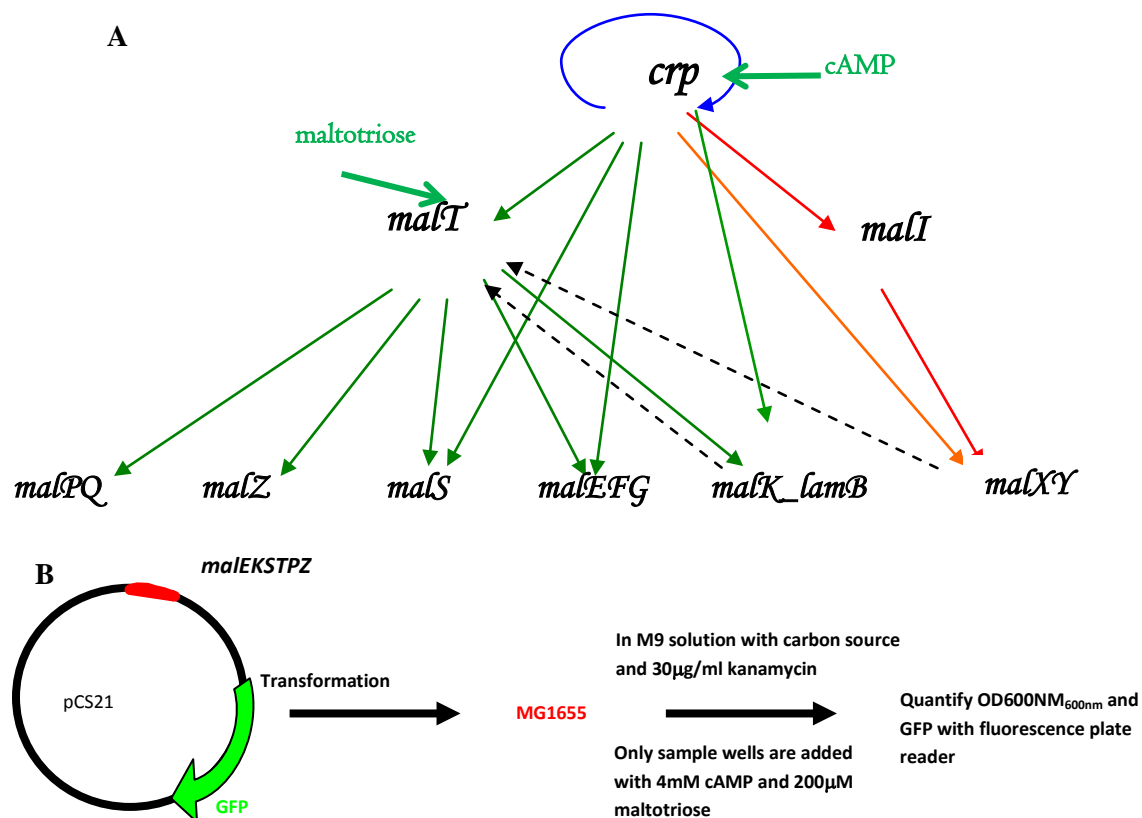 A
crp
cAMP
maltotriose
malT
malI
malPQ
malZ
malS
malEFG
malK_lamB
malXY
B
malEKSTPZ
pCS21
GFP
Transformation
MG1655
In M9 solution with carbon source
and 30µg/ml kanamycin
Only sample wells are added
with 4mM cAMP and 200µM
maltotriose
Quantify OD600NM600nm and
GFP with fluorescence plate
reader